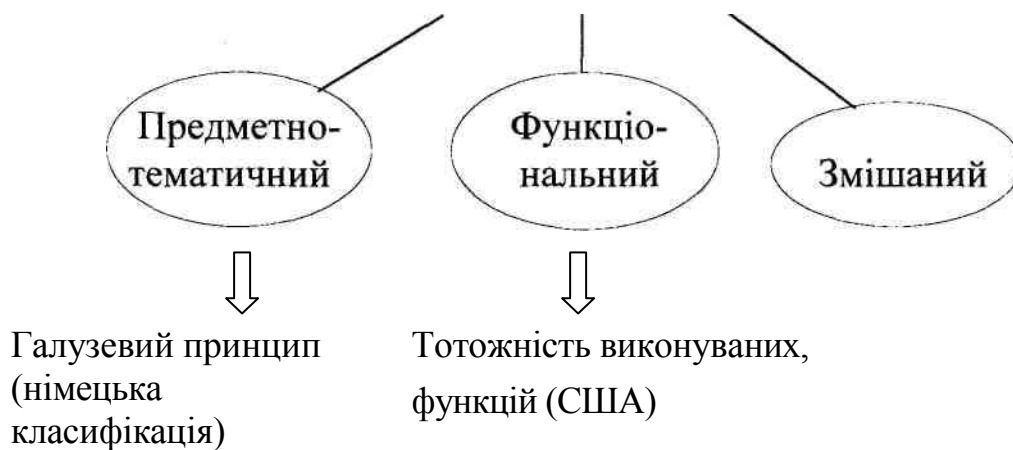 Предметно-
тематичний
Функціо-
нальний
Змішаний
Галузевий принцип
(німецька
класифікація)
Тотожність виконуваних,
функцій (США)